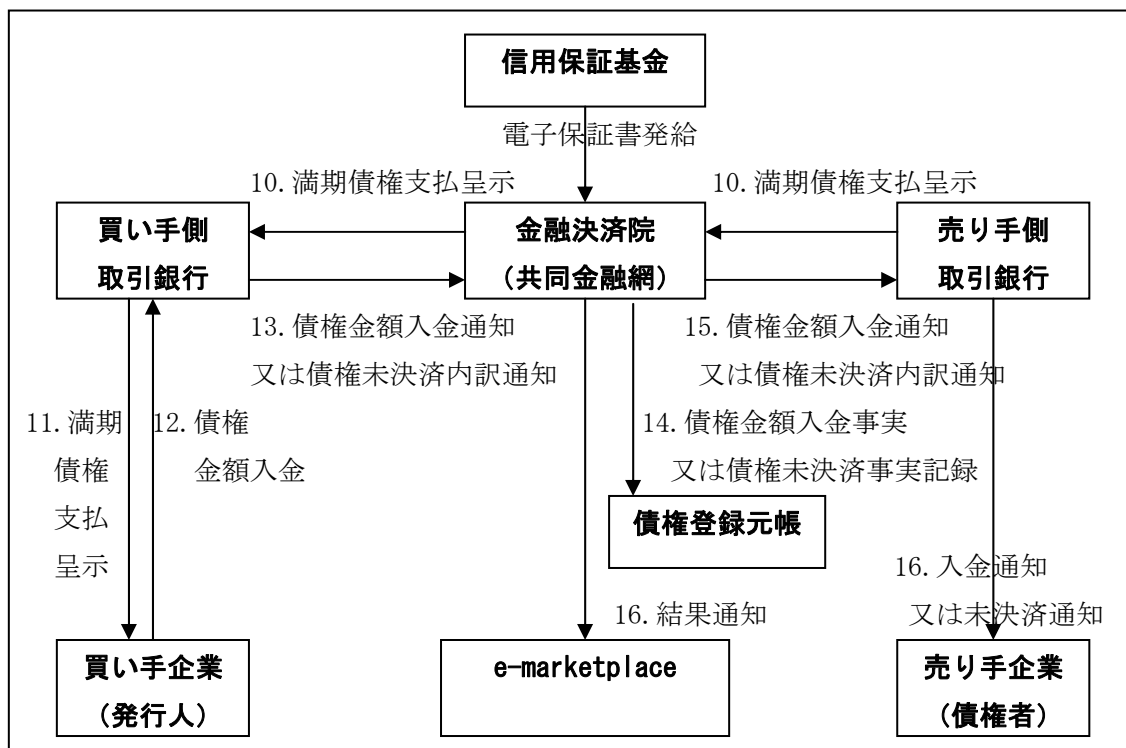 信用保証基金
電子保証書発給
10.満期債権支払呈示
10.満期債権支払呈示
買い手側
取引銀行
金融決済院
（共同金融網）
売り手側
取引銀行
13.債権金額入金通知
又は債権未決済内訳通知
15.債権金額入金通知
又は債権未決済内訳通知
11.満期
債権
支払
呈示
12.債権
金額入金
14.債権金額入金事実
又は債権未決済事実記録
債権登録元帳
16.入金通知
又は未決済通知
16.結果通知
買い手企業
（発行人）
e-marketplace
売り手企業
（債権者）